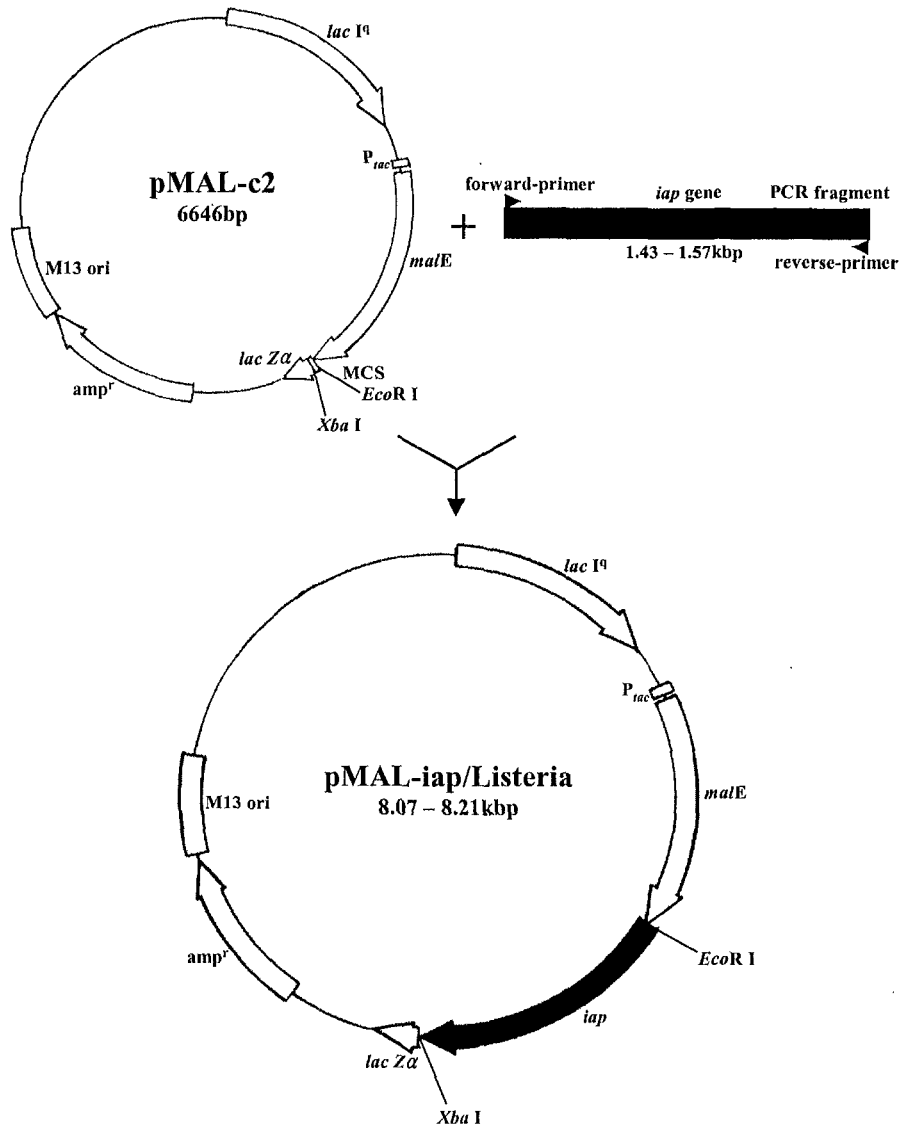 lac Iq
Ptac
pMAL-c2
6646bp
forward-primer
iap gene
PCR fragment
+
1.43 – 1.57kbp
reverse-primer
M13 ori
malE
lac Zα
MCS
EcoR I
ampr
Xba I
lac Iq
Ptac
pMAL-iap/Listeria
8.07 – 8.21kbp
M13 ori
malE
ampr
EcoR I
iap
lac Zα
Xba I